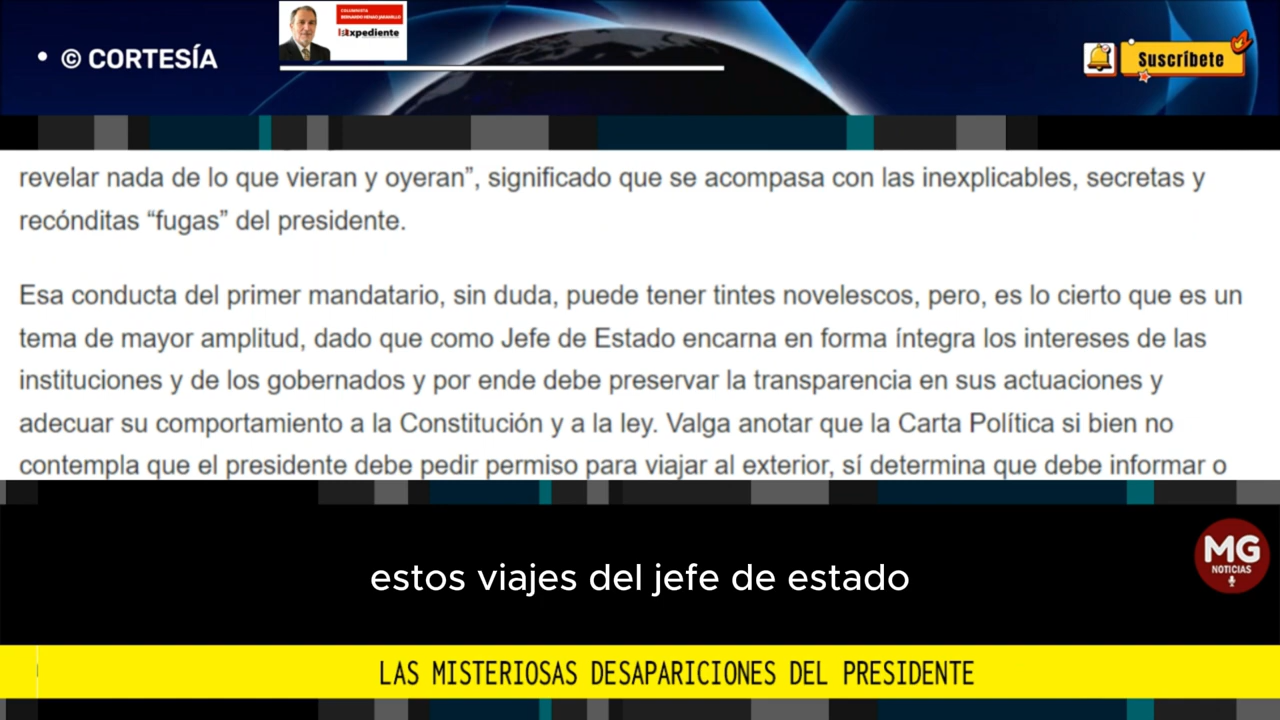 • © CORTESÍA
COLUMNISTA
BERNARDO HENAO JARAMILLO
laexpediente
Suscríbete
revelar nada de lo que vieran y oyeran”, significado que se acompasa con las inexplicables, secretas y
recónditas “fugas” del presidente.
Esa conducta del primer mandatario, sin duda, puede tener tintes novelescos, pero, es lo cierto que es un
tema de mayor amplitud, dado que como Jefe de Estado encarna en forma íntegra los intereses de las
instituciones y de los gobernados y por ende debe preservar la transparencia en sus actuaciones y
adecuar su comportamiento a la Constitución y a la ley. Valga anotar que la Carta Política si bien no
contempla que el presidente debe pedir permiso para viajar al exterior, sí determina que debe informar o
estos viajes del jefe de estado
MG
NOTICIAS
LAS MISTERIOSAS DESAPARICIONES DEL PRESIDENTE